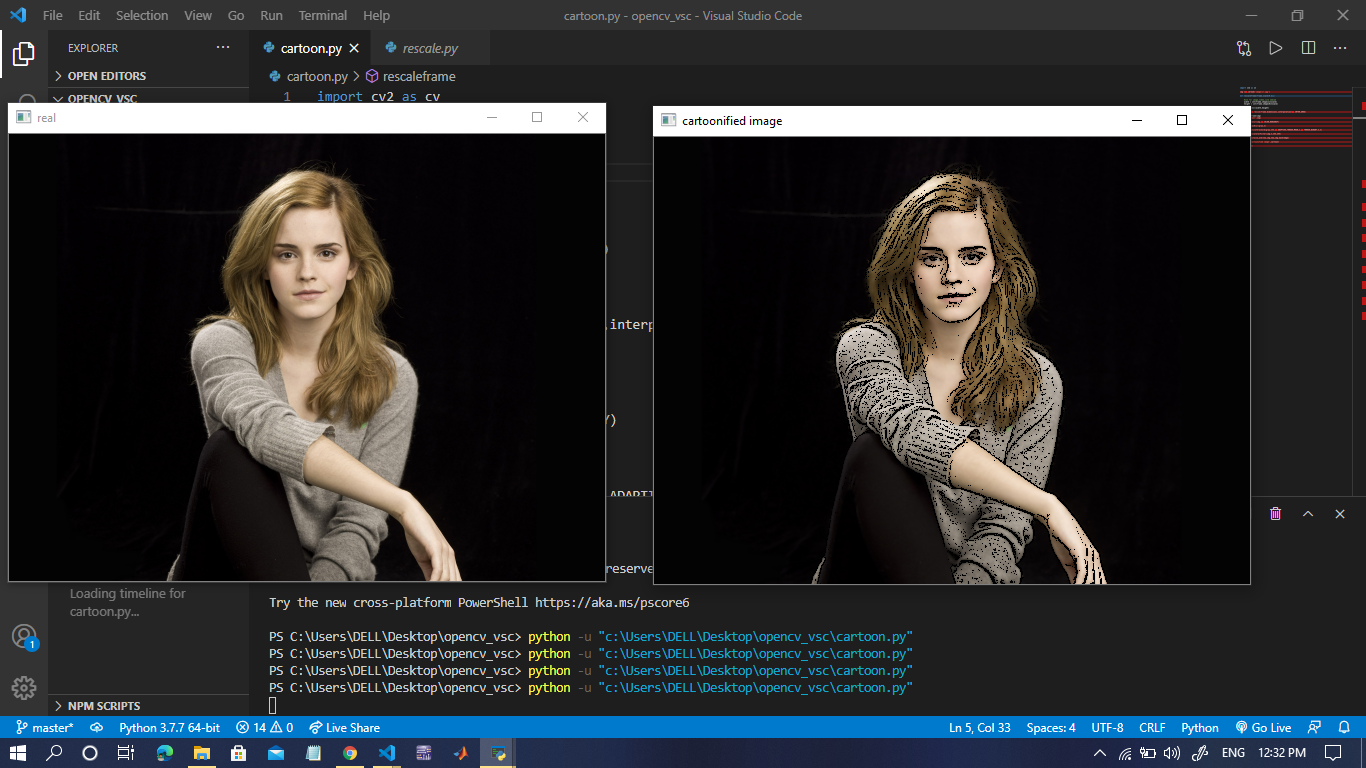 File Edit Selection View Go Run Terminal Help cartoon.py - opencv_vsc - Visual Studio Code
EXPLORER
cartoon.py rescale.py
OPEN EDITORS
cartoon.py > rescaleframe
OPENCV_VSC
1 import cv2 as cv
real
cartoonified image
)
,interp
/)
ADAPTI
reserve
Loading timeline for
cartoon.py...
Try the new cross-platform PowerShell https://aka.ms/pscore6
PS C:\Users\DELL\Desktop\opencv_vsc> python -u "c:\Users\DELL\Desktop\opencv_vsc\cartoon.py"
PS C:\Users\DELL\Desktop\opencv_vsc> python -u "c:\Users\DELL\Desktop\opencv_vsc\cartoon.py"
PS C:\Users\DELL\Desktop\opencv_vsc> python -u "c:\Users\DELL\Desktop\opencv_vsc\cartoon.py"
PS C:\Users\DELL\Desktop\opencv_vsc> python -u "c:\Users\DELL\Desktop\opencv_vsc\cartoon.py"
1
NPM SCRIPTS
master* Python 3.7.7 64-bit 14 0 Live Share Ln 5, Col 33 Spaces: 4 UTF-8 CRLF Python Go Live
ENG 12:32 PM